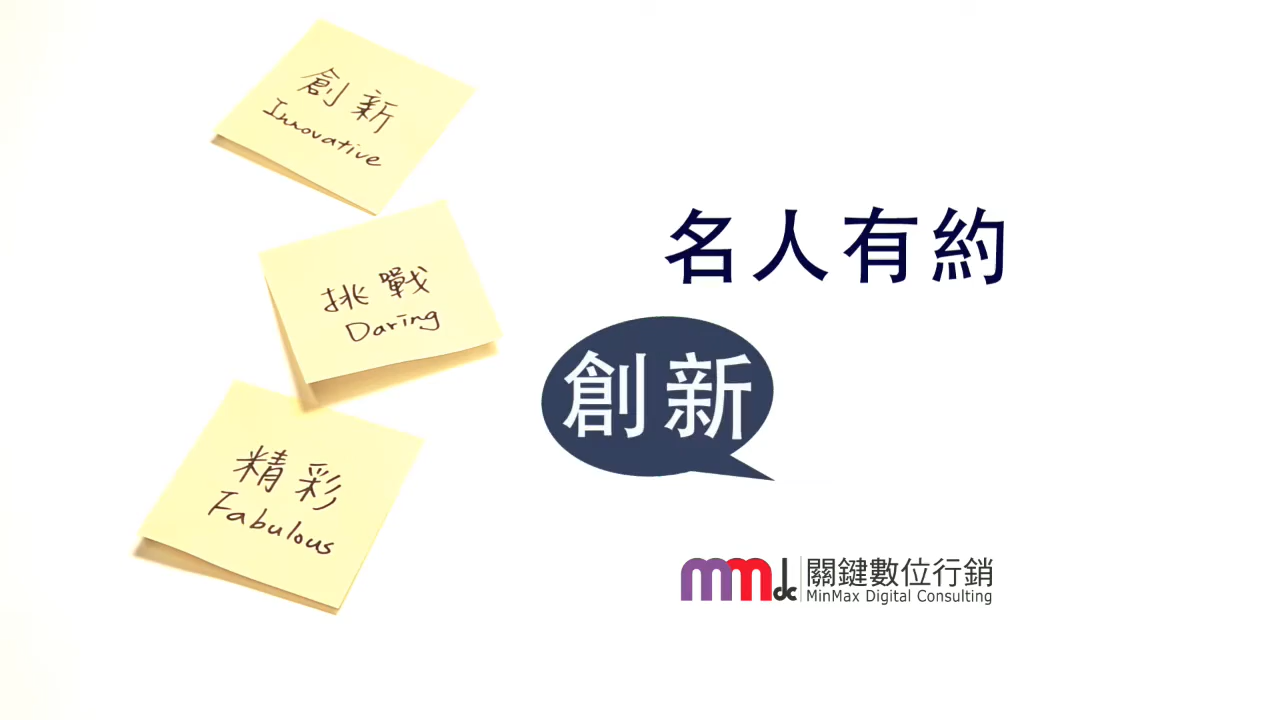 創新
Innovative
挑戰
Daring
精彩
Fabulous
名人有約
創新
mmdc
關鍵數位行銷
MinMax Digital Consulting